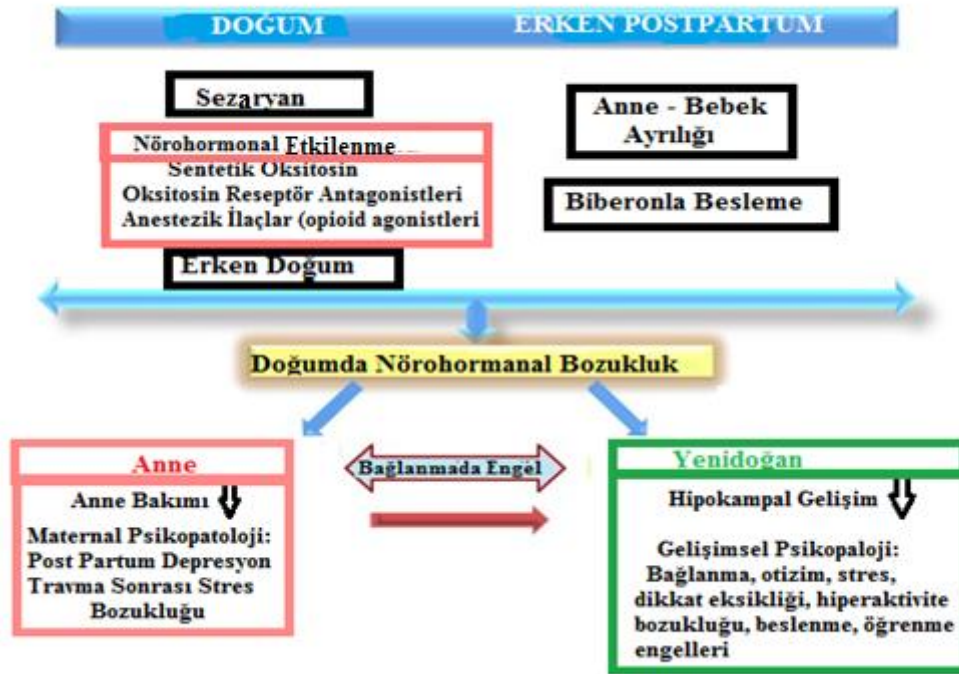 DOĞUM
ERKEN POSTPARTUM
Sezaryan
Nörohormonal Etkilenme
Sentetik Oksitosin
Oksitosin Reseptör Antagonistleri
Anestezik İlaçlar (opioid agonistleri
Erken Doğum
Anne - Bebek
Ayrılığı
Biberonla Besleme
Doğumda Nörohormanal Bozukluk
Anne
Anne Bakımı
Maternal Psikopatoloji:
Post Partum Depresyon
Travma Sonrası Stres
Bozukluğu
Bağlanmada Engel
Yenidoğan
Hipokampal Gelişim
Gelişimsel Psikopaloji:
Bağlanma, otizim, stres,
dikkat eksikliği, hiperaktivite
bozukluğu, beslenme, öğrenme
engelleri